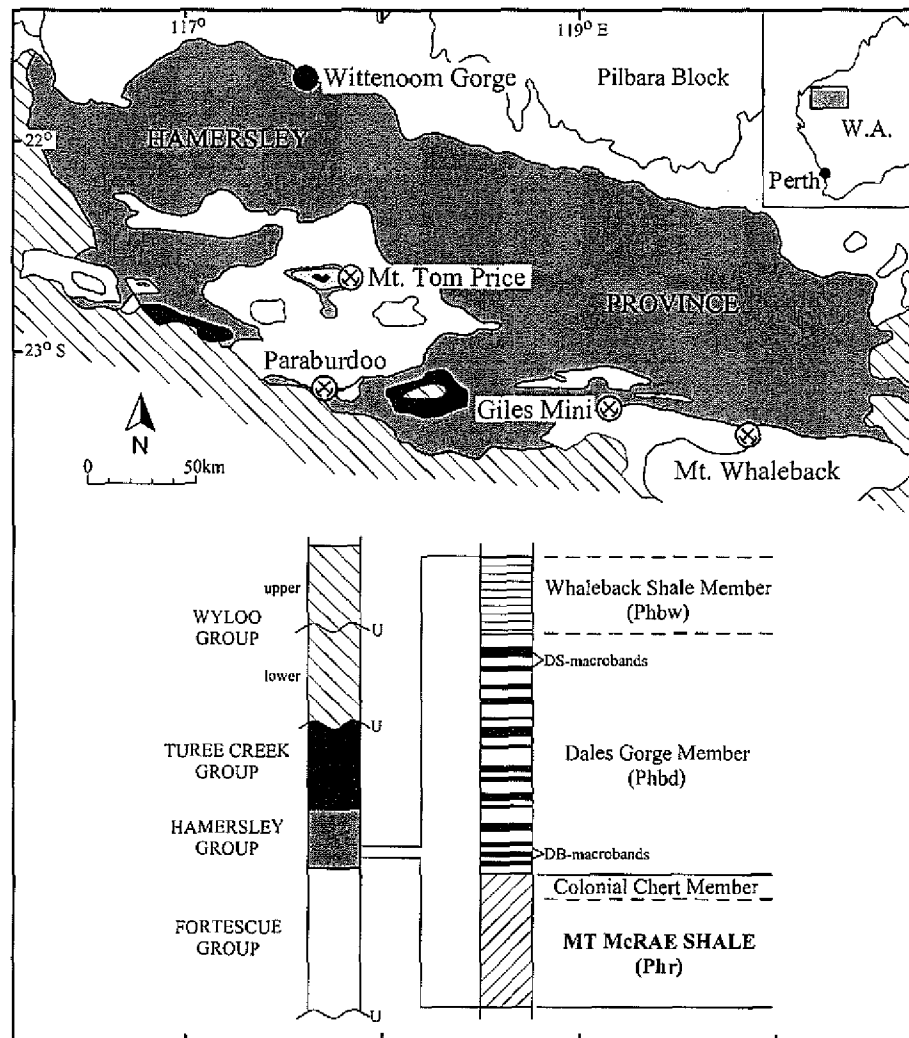 117°
119° E
Wittenoom Gorge
Pilbara Block
HAMERSLEY
22°
W.A.
Perth
Mt. Tom Price
PROVINCE
23° S
Paraburdoo
Giles Mini
N
0 50km
Mt. Whaleback
upper
WYLOO
GROUP
U
lower
U
TUREE CREEK
GROUP
HAMERSLEY
GROUP
FORTESCUE
GROUP
U
Whaleback Shale Member
(Phbw)
DS-macrobands
Dales Gorge Member
(Phbd)
DB-macrobands
Colonial Chert Member
MT McRAE SHALE
(Phr)